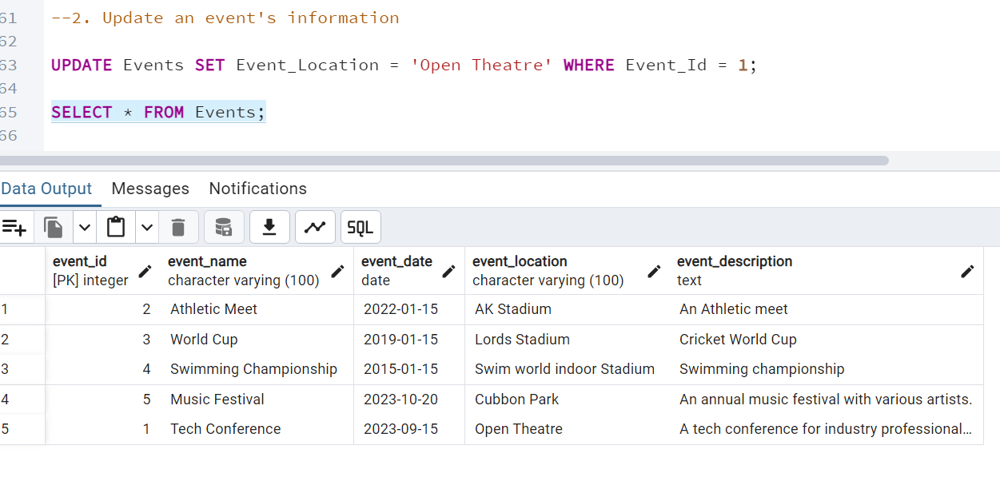 61 --2. Update an event's information
62
63 UPDATE Events SET Event_Location = 'Open Theatre' WHERE Event_Id = 1;
64
65 SELECT * FROM Events;
66
Data Output Messages Notifications
SQL
event_id event_name event_date event_location event_description
[PK] integer character varying (100) date character varying (100) text
1 2 Athletic Meet 2022-01-15 AK Stadium An Athletic meet
2 3 World Cup 2019-01-15 Lords Stadium Cricket World Cup
3 4 Swimming Championship 2015-01-15 Swim world indoor Stadium Swimming championship
4 5 Music Festival 2023-10-20 Cubbon Park An annual music festival with various artists.
5 1 Tech Conference 2023-09-15 Open Theatre A tech conference for industry professional...